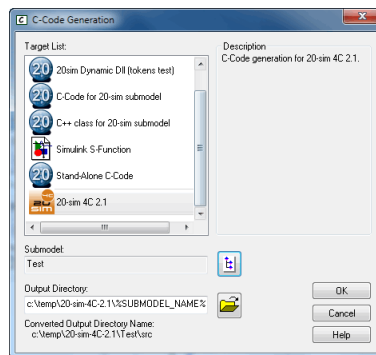 C-Code Generation
Target List:
20sim Dynamic Dll (tokens test)
C-Code for 20-sim submodel
C++ class for 20-sim submodel
Simulink S-Function
Stand-Alone C-Code
20-sim 4C 2.1
Description
C-Code generation for 20-sim 4C 2.1.
Submodel:
Test
Output Directory:
c:\temp\20-sim-4C-2.1\%SUBMODEL_NAME%
Converted Output Directory Name:
c:\temp\20-sim-4C-2.1\Test\src
OK
Cancel
Help